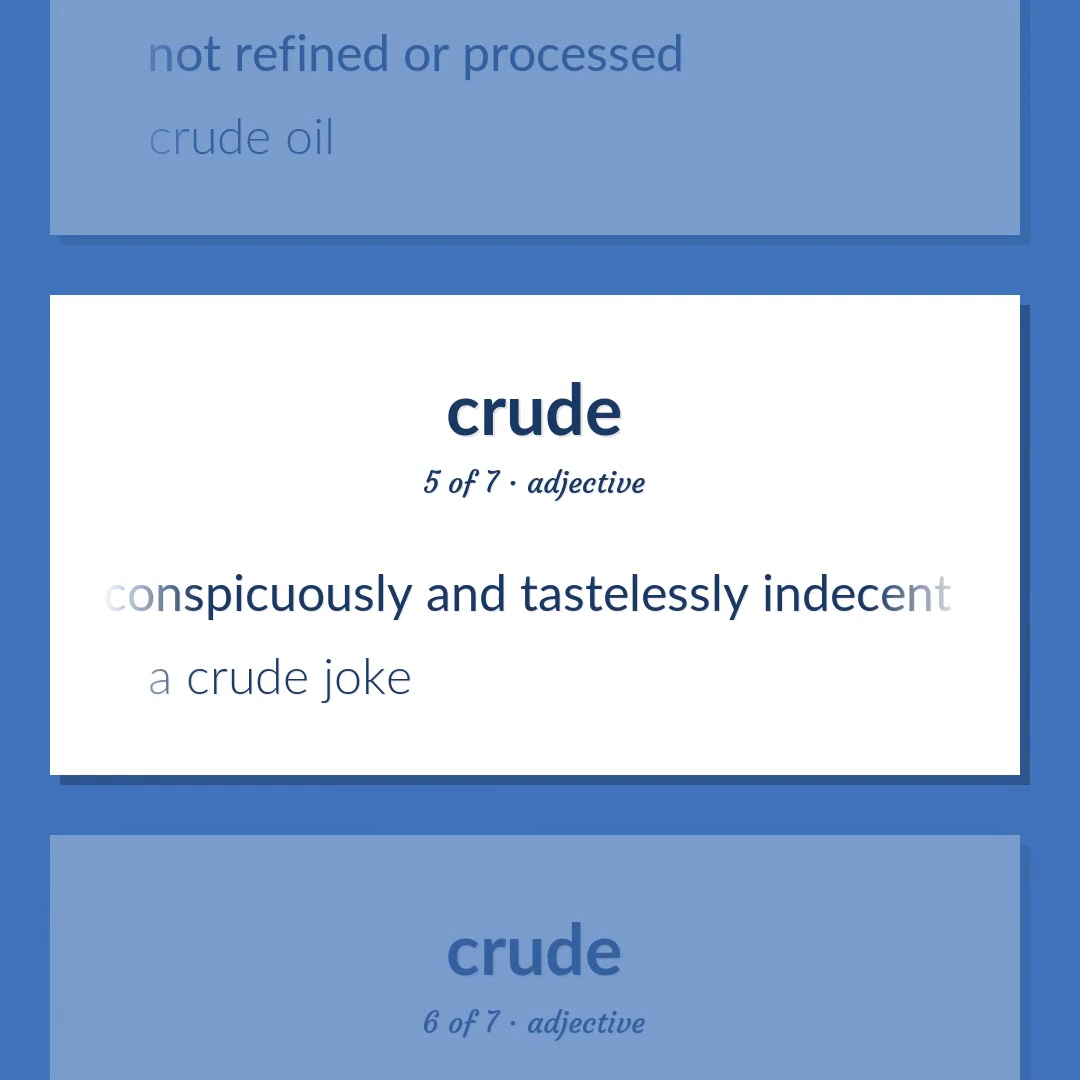 not refined or processed
crude oil
crude
5 of 7 · adjective
conspicuously and tastelessly indecent
a crude joke
crude
6 of 7 · adjective